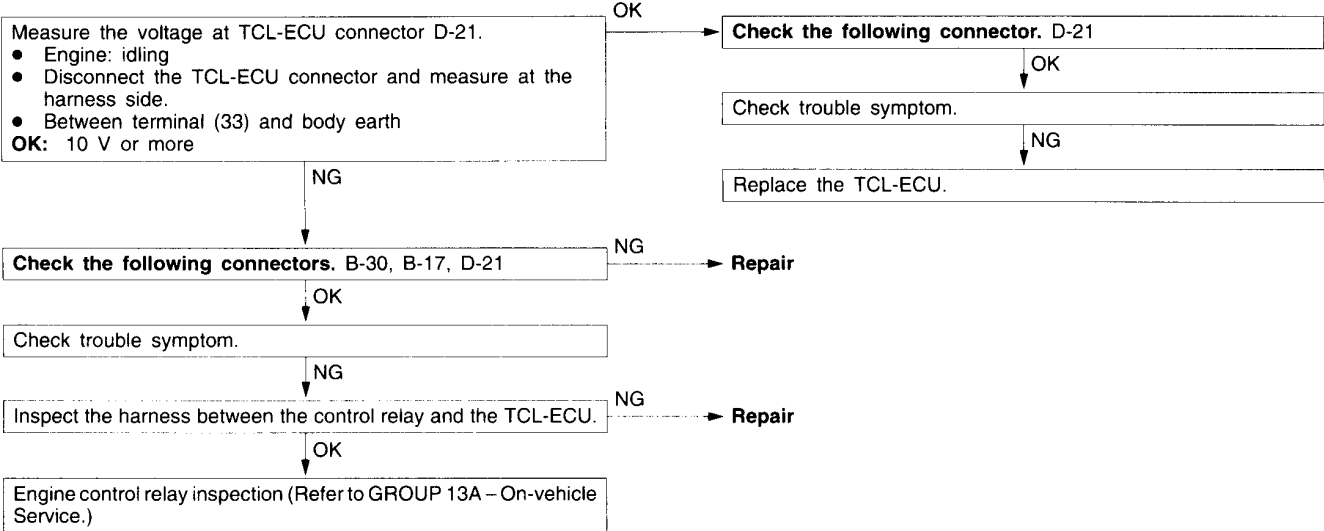 Measure the voltage at TCL-ECU connector D-21.
● Engine: idling
● Disconnect the TCL-ECU connector and measure at the
harness side.
● Between terminal (33) and body earth
OK: 10 V or more
OK
Check the following connector. D-21
OK
Check trouble symptom.
NG
Replace the TCL-ECU.
NG
Check the following connectors. B-30, B-17, D-21
NG
Repair
OK
Check trouble symptom.
NG
Inspect the harness between the control relay and the TCL-ECU.
NG
Repair
OK
Engine control relay inspection (Refer to GROUP 13A – On-vehicle
Service.)